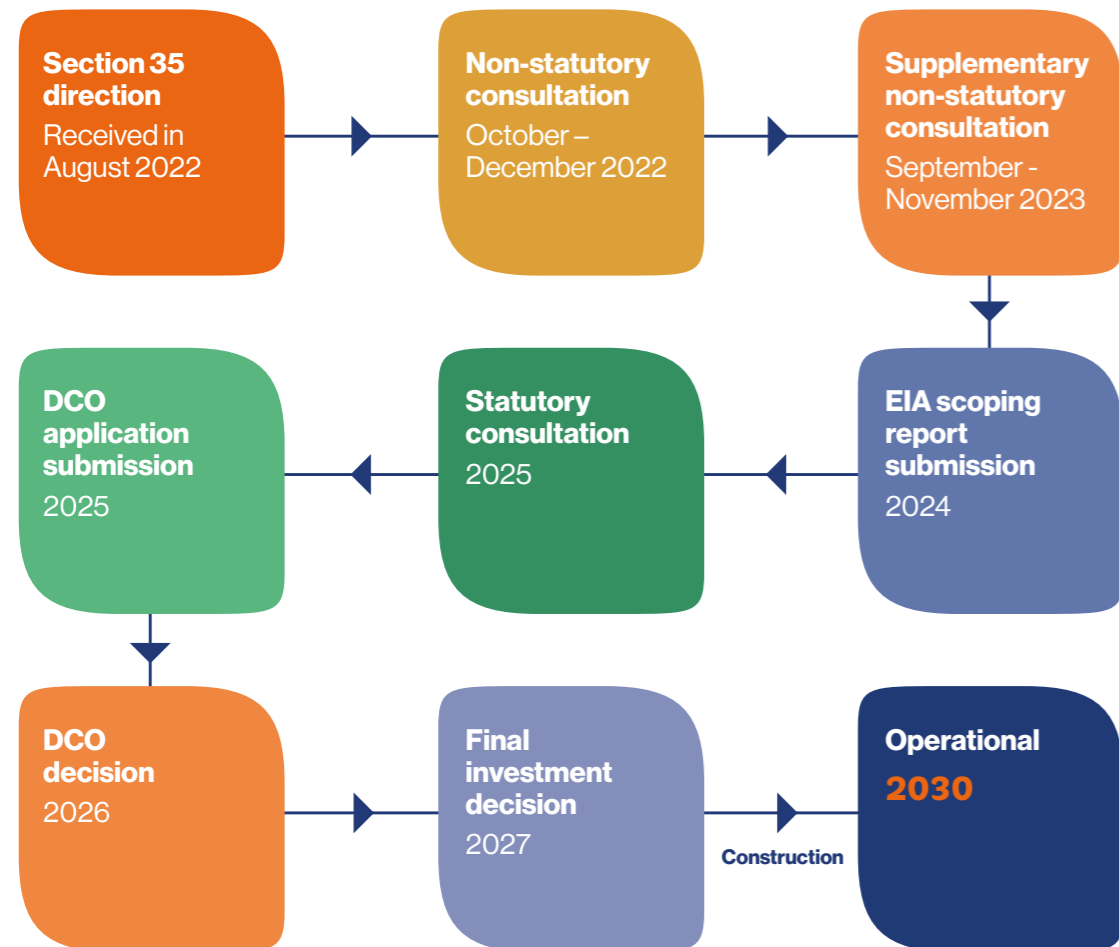 Section 35
direction
Received in
August 2022
Non-statutory
consultation
October –
December 2022
Supplementary
non-statutory
consultation
September -
November 2023
EIA scoping
report
submission
2024
Statutory
consultation
2025
DCO
application
submission
2025
DCO
decision
2026
Final
investment
decision
2027
Construction
Operational
2030